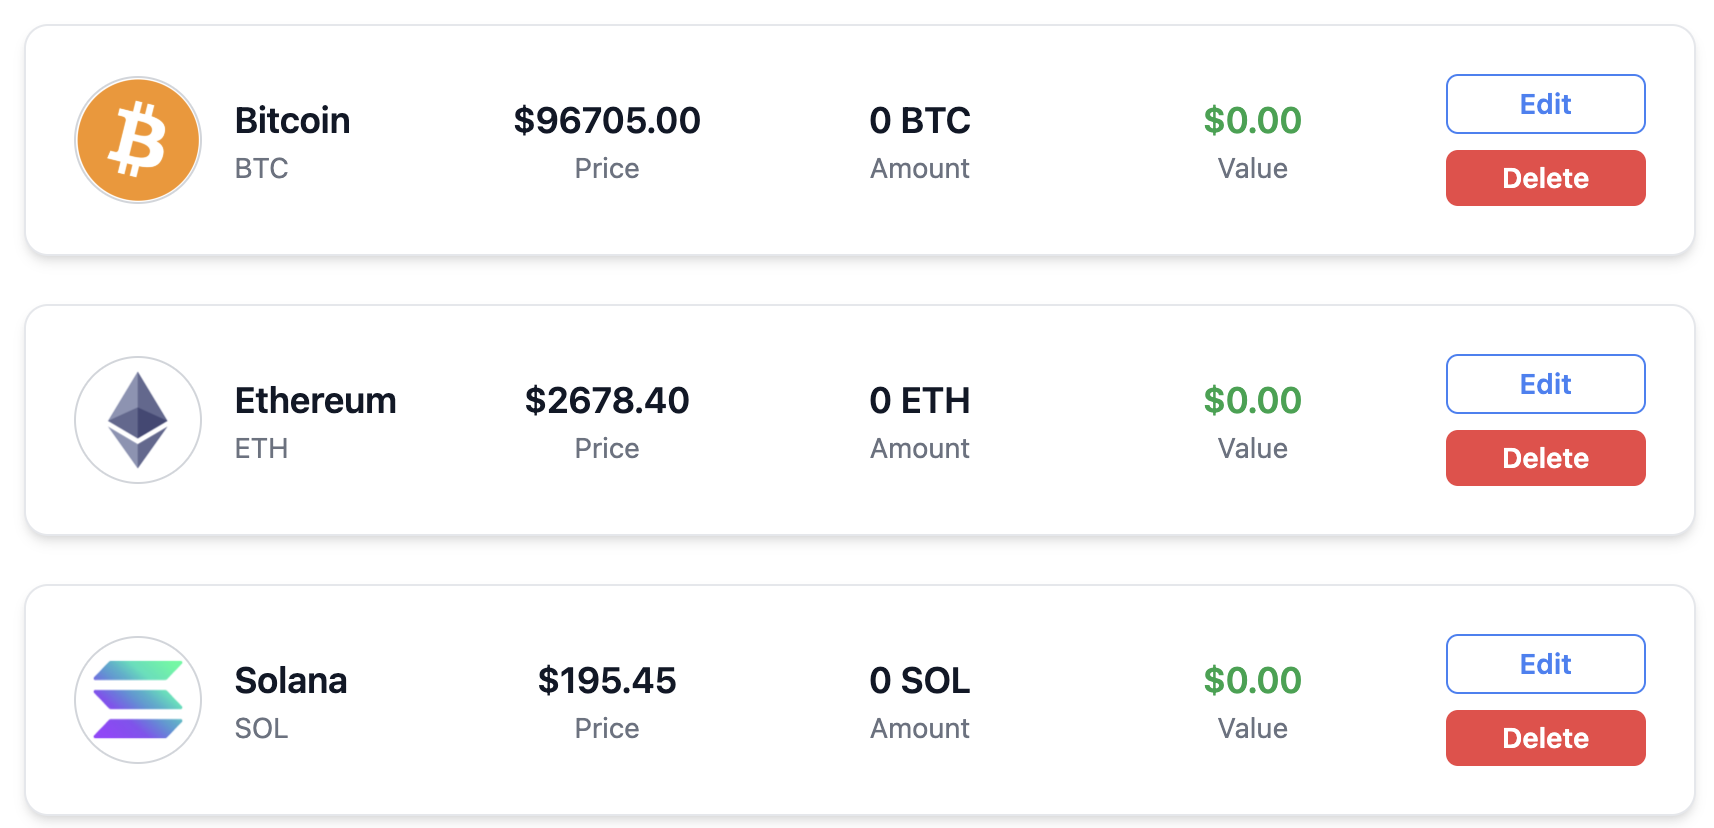 Bitcoin $96705.00 0 BTC $0.00 Edit
BTC Price Amount Value Delete
Ethereum $2678.40 0 ETH $0.00 Edit
ETH Price Amount Value Delete
Solana $195.45 0 SOL $0.00 Edit
SOL Price Amount Value Delete